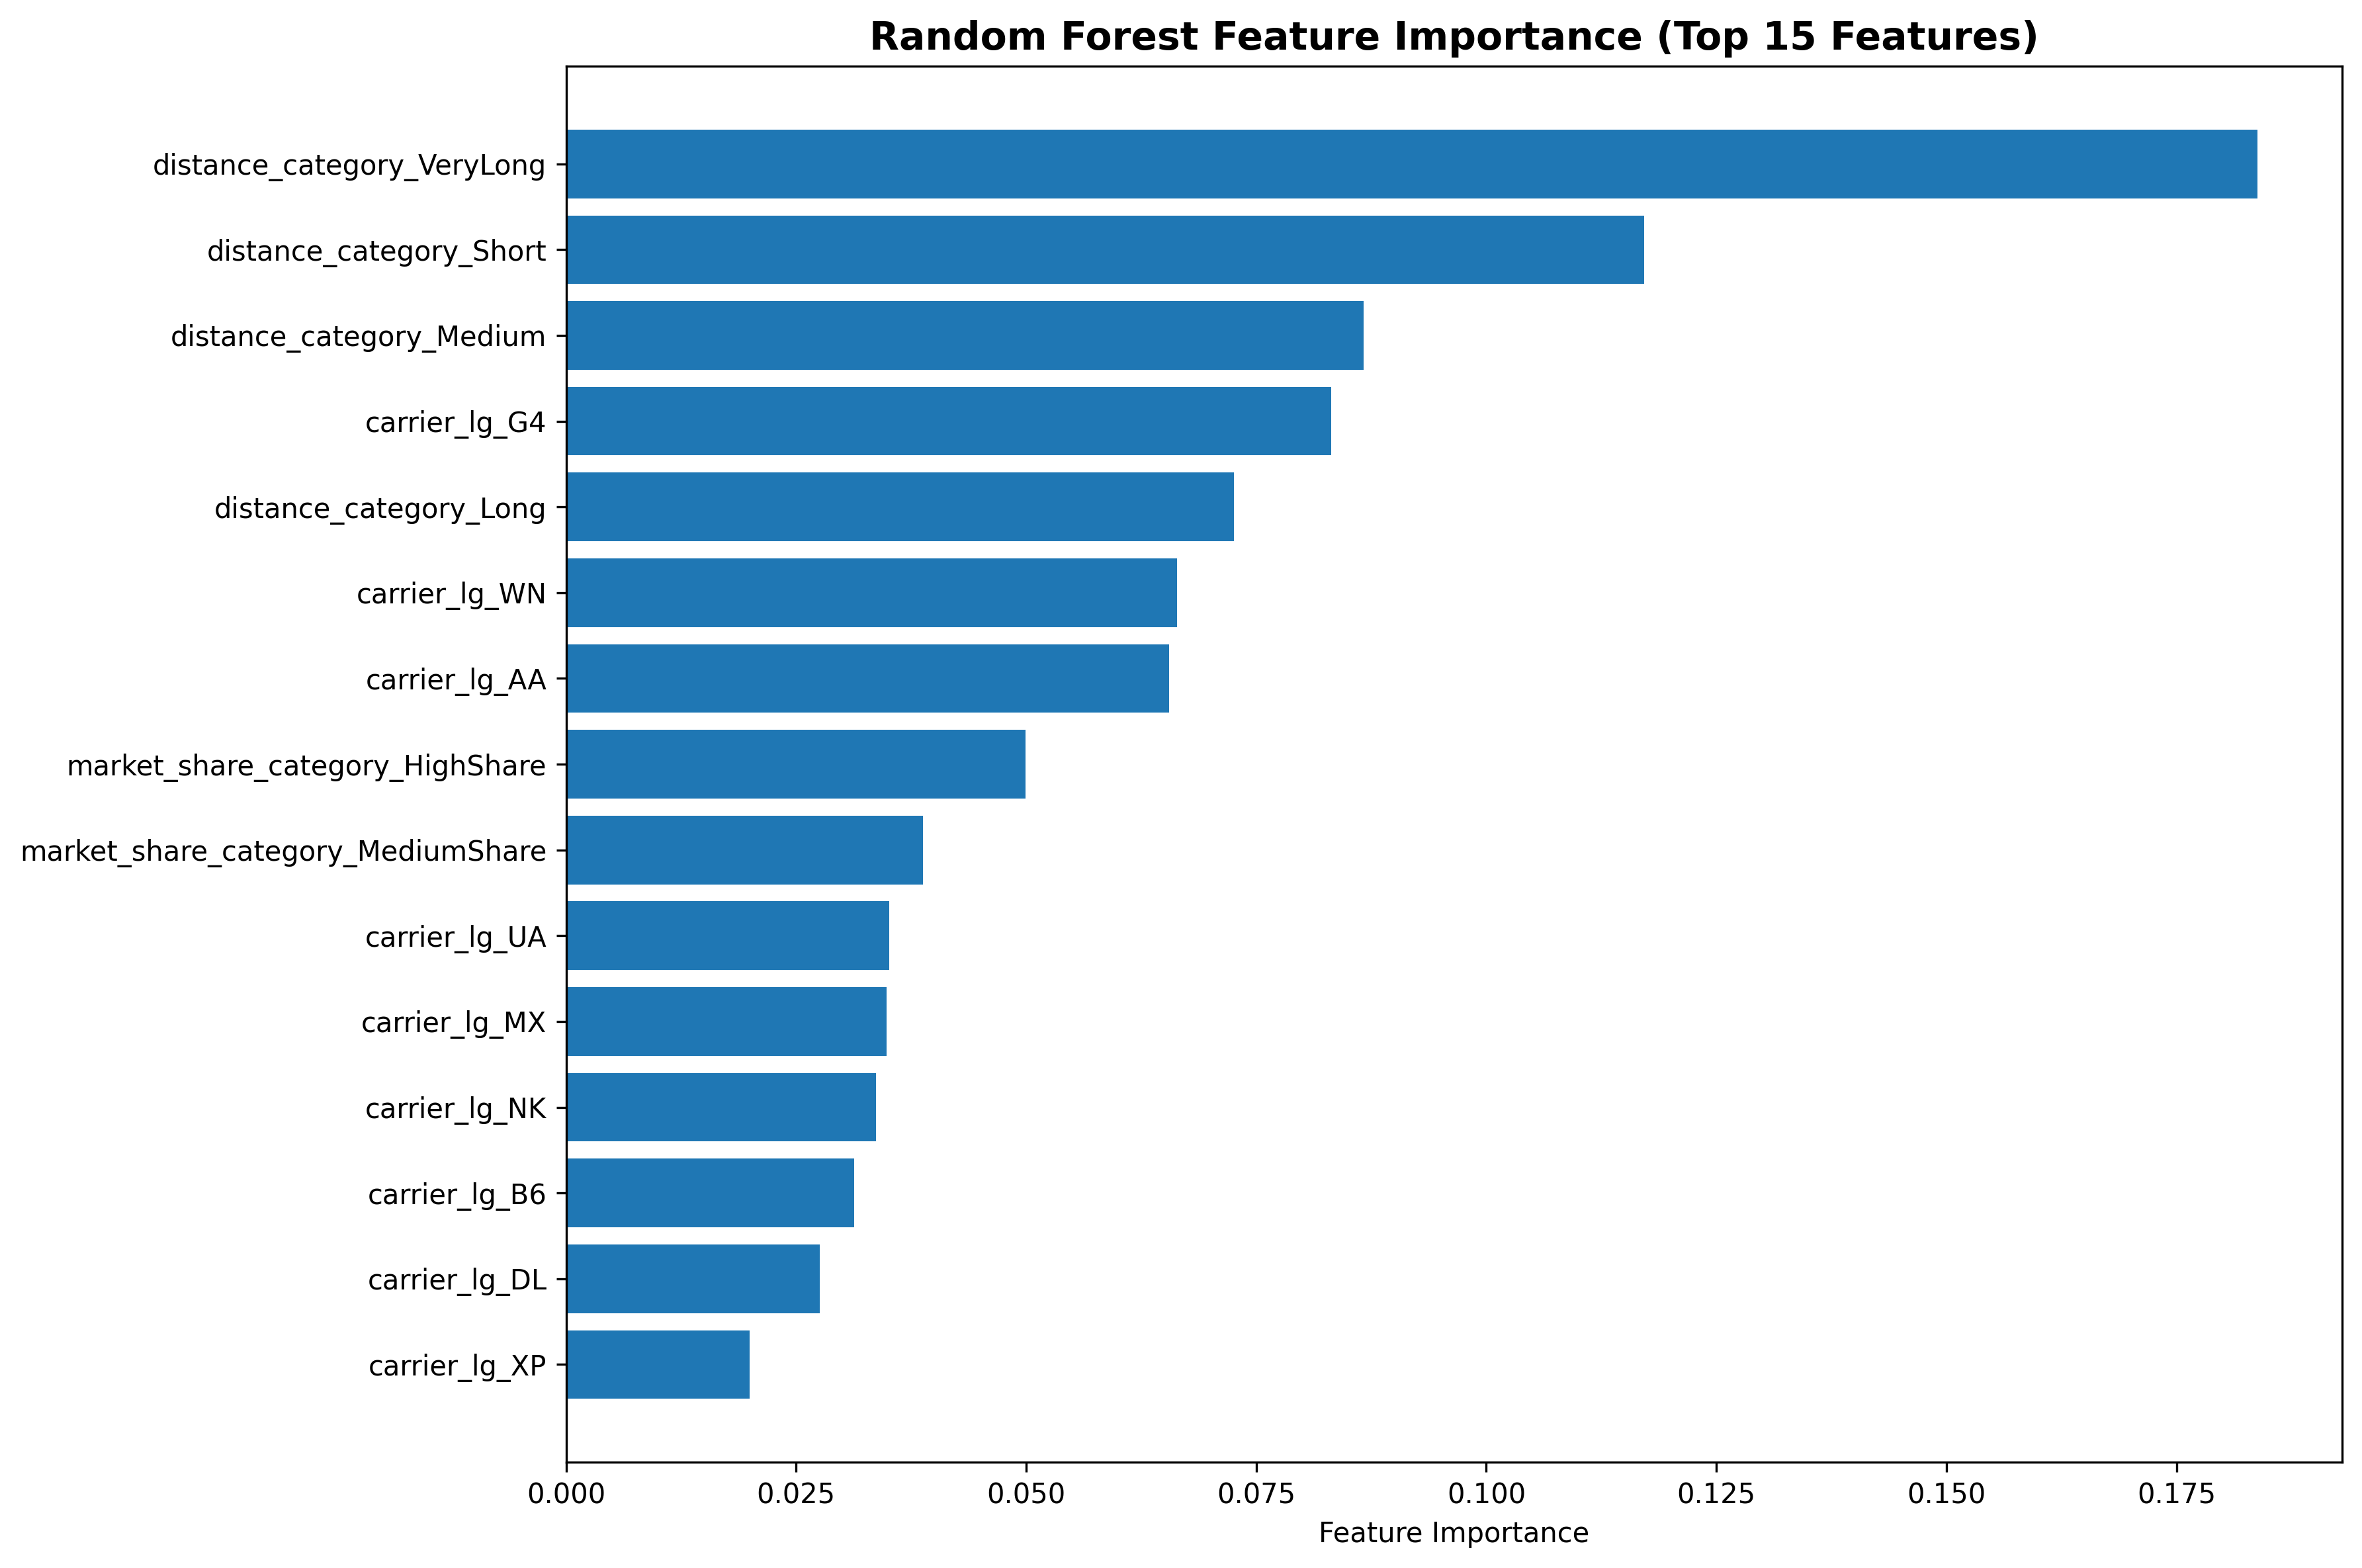 Random Forest Feature Importance (Top 15 Features)
distance_category_VeryLong
distance_category_Short
distance_category_Medium
carrier_lg_G4
distance_category_Long
carrier_lg_WN
carrier_lg_AA
market_share_category_HighShare
market_share_category_MediumShare
carrier_lg_UA
carrier_lg_MX
carrier_lg_NK
carrier_lg_B6
carrier_lg_DL
carrier_lg_XP
0.000 0.025 0.050 0.075 0.100 0.125 0.150 0.175
Feature Importance